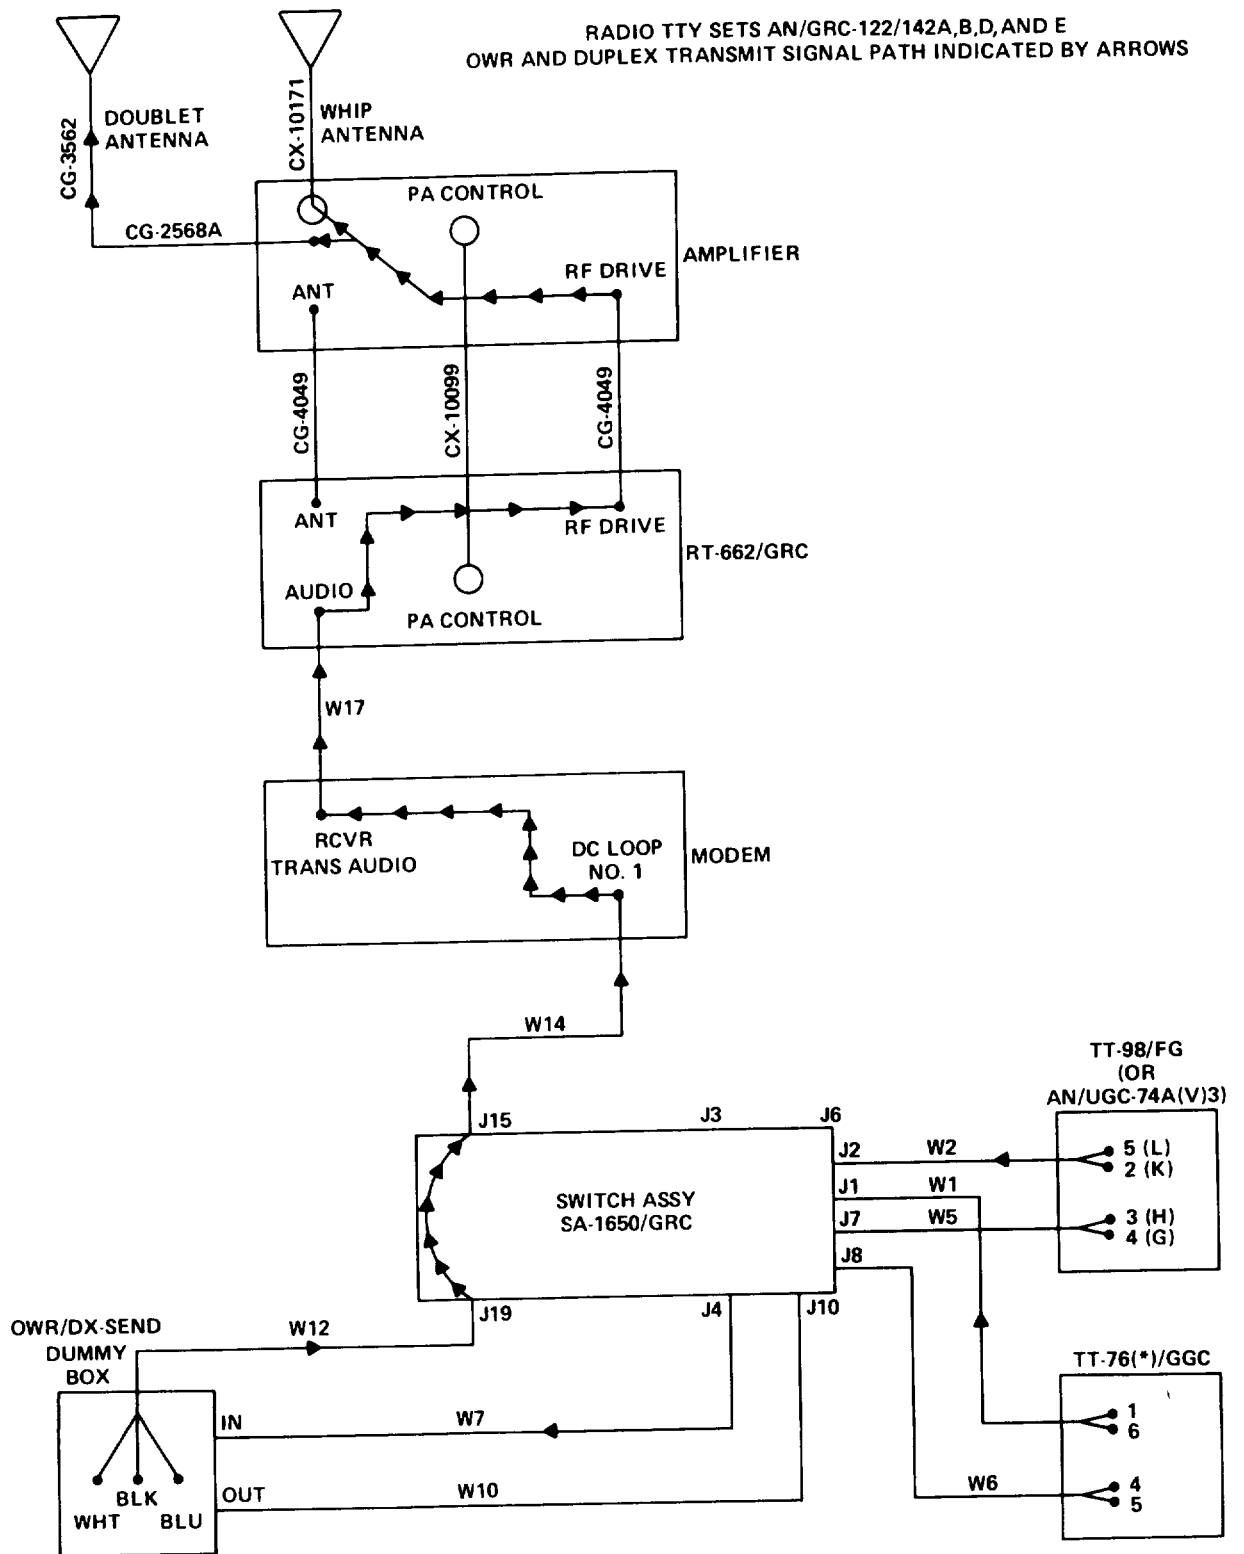 RADIO TTY SETS AN/GRC-122/142A,B,D, AND E
OWR AND DUPLEX TRANSMIT SIGNAL PATH INDICATED BY ARROWS
DOUBLET
ANTENNA
CG-3562
CX-10171
WHIP
ANTENNA
CG-2568A
PA CONTROL
AMPLIFIER
RF DRIVE
ANT
CG-4049
CX-10099
CG-4049
ANT
RF DRIVE
RT-662/GRC
AUDIO
PA CONTROL
W17
RCVR
TRANS AUDIO
DC LOOP
NO. 1
MODEM
W14
TT-98/FG
(OR
AN/UGC-74A(V)3)
J15
J3
J6
J2
W2
5 (L)
2 (K)
J1
W1
SWITCH ASSY
SA-1650/GRC
J7
W5
3 (H)
4 (G)
J8
J19
J4
J10
OWR/DX-SEND
DUMMY
BOX
W12
TT-76(*)/GGC
1
6
IN
W7
W6
4
5
OUT
W10
WHT
BLK
BLU